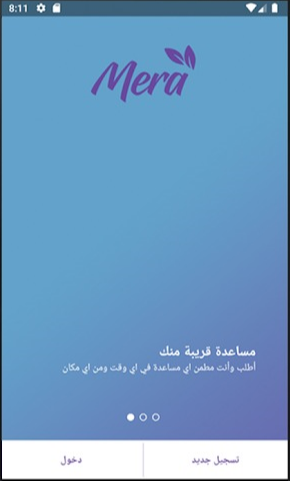 8:11
Mera
مساعدة قريبة منك
أطلب وأنت مطمن اي مساعدة في اي وقت ومن اي مكان
تسجيل جديد
دخول